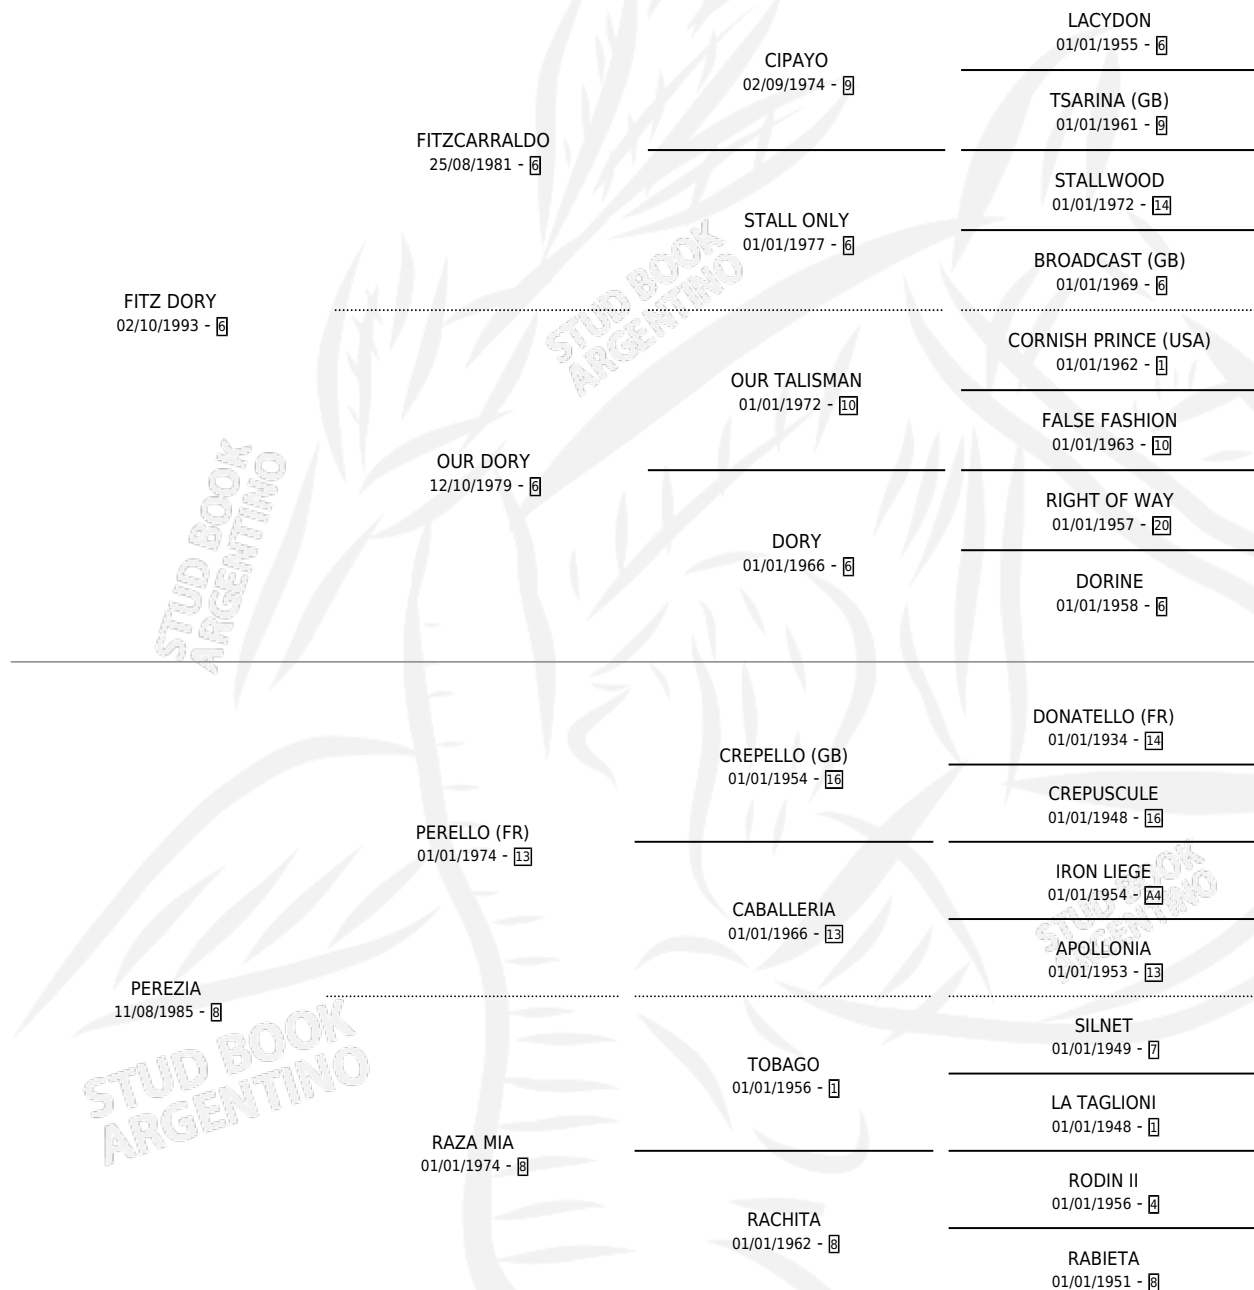 LACYDON
01/01/1955 - 6
CIPAYO
02/09/1974 - 9
TSARINA (GB)
01/01/1961 - 9
FITZCARRALDO
25/08/1981 - 6
STALLWOOD
01/01/1972 - 14
STALL ONLY
01/01/1977 - 6
BROADCAST (GB)
01/01/1969 - 6
FITZ DORY
02/10/1993 - 6
CORNISH PRINCE (USA)
01/01/1962 - 1
OUR TALISMAN
01/01/1972 - 10
FALSE FASHION
01/01/1963 - 10
OUR DORY
12/10/1979 - 6
RIGHT OF WAY
01/01/1957 - 20
DORY
01/01/1966 - 6
DORINE
01/01/1958 - 6
DONATELLO (FR)
01/01/1934 - 14
CREPELLO (GB)
01/01/1954 - 16
CREPUSCULE
01/01/1948 - 16
PERELLO (FR)
01/01/1974 - 13
IRON LIEGE
01/01/1954 - A4
CABALLERIA
01/01/1966 - 13
APOLLONIA
01/01/1953 - 13
PEREZIA
11/08/1985 - 8
SILNET
01/01/1949 - 7
TOBAGO
01/01/1956 - 1
LA TAGLIONI
01/01/1948 - 1
RAZA MIA
01/01/1974 - 8
RODIN II
01/01/1956 - 4
RACHITA
01/01/1962 - 8
RABIETA
01/01/1951 - 8
STUD BOOK
ARGENTINO
STUD BOOK
ARGENTINO
STUD BOOK
ARGENTINO
STUD BOOK
ARGENTINO